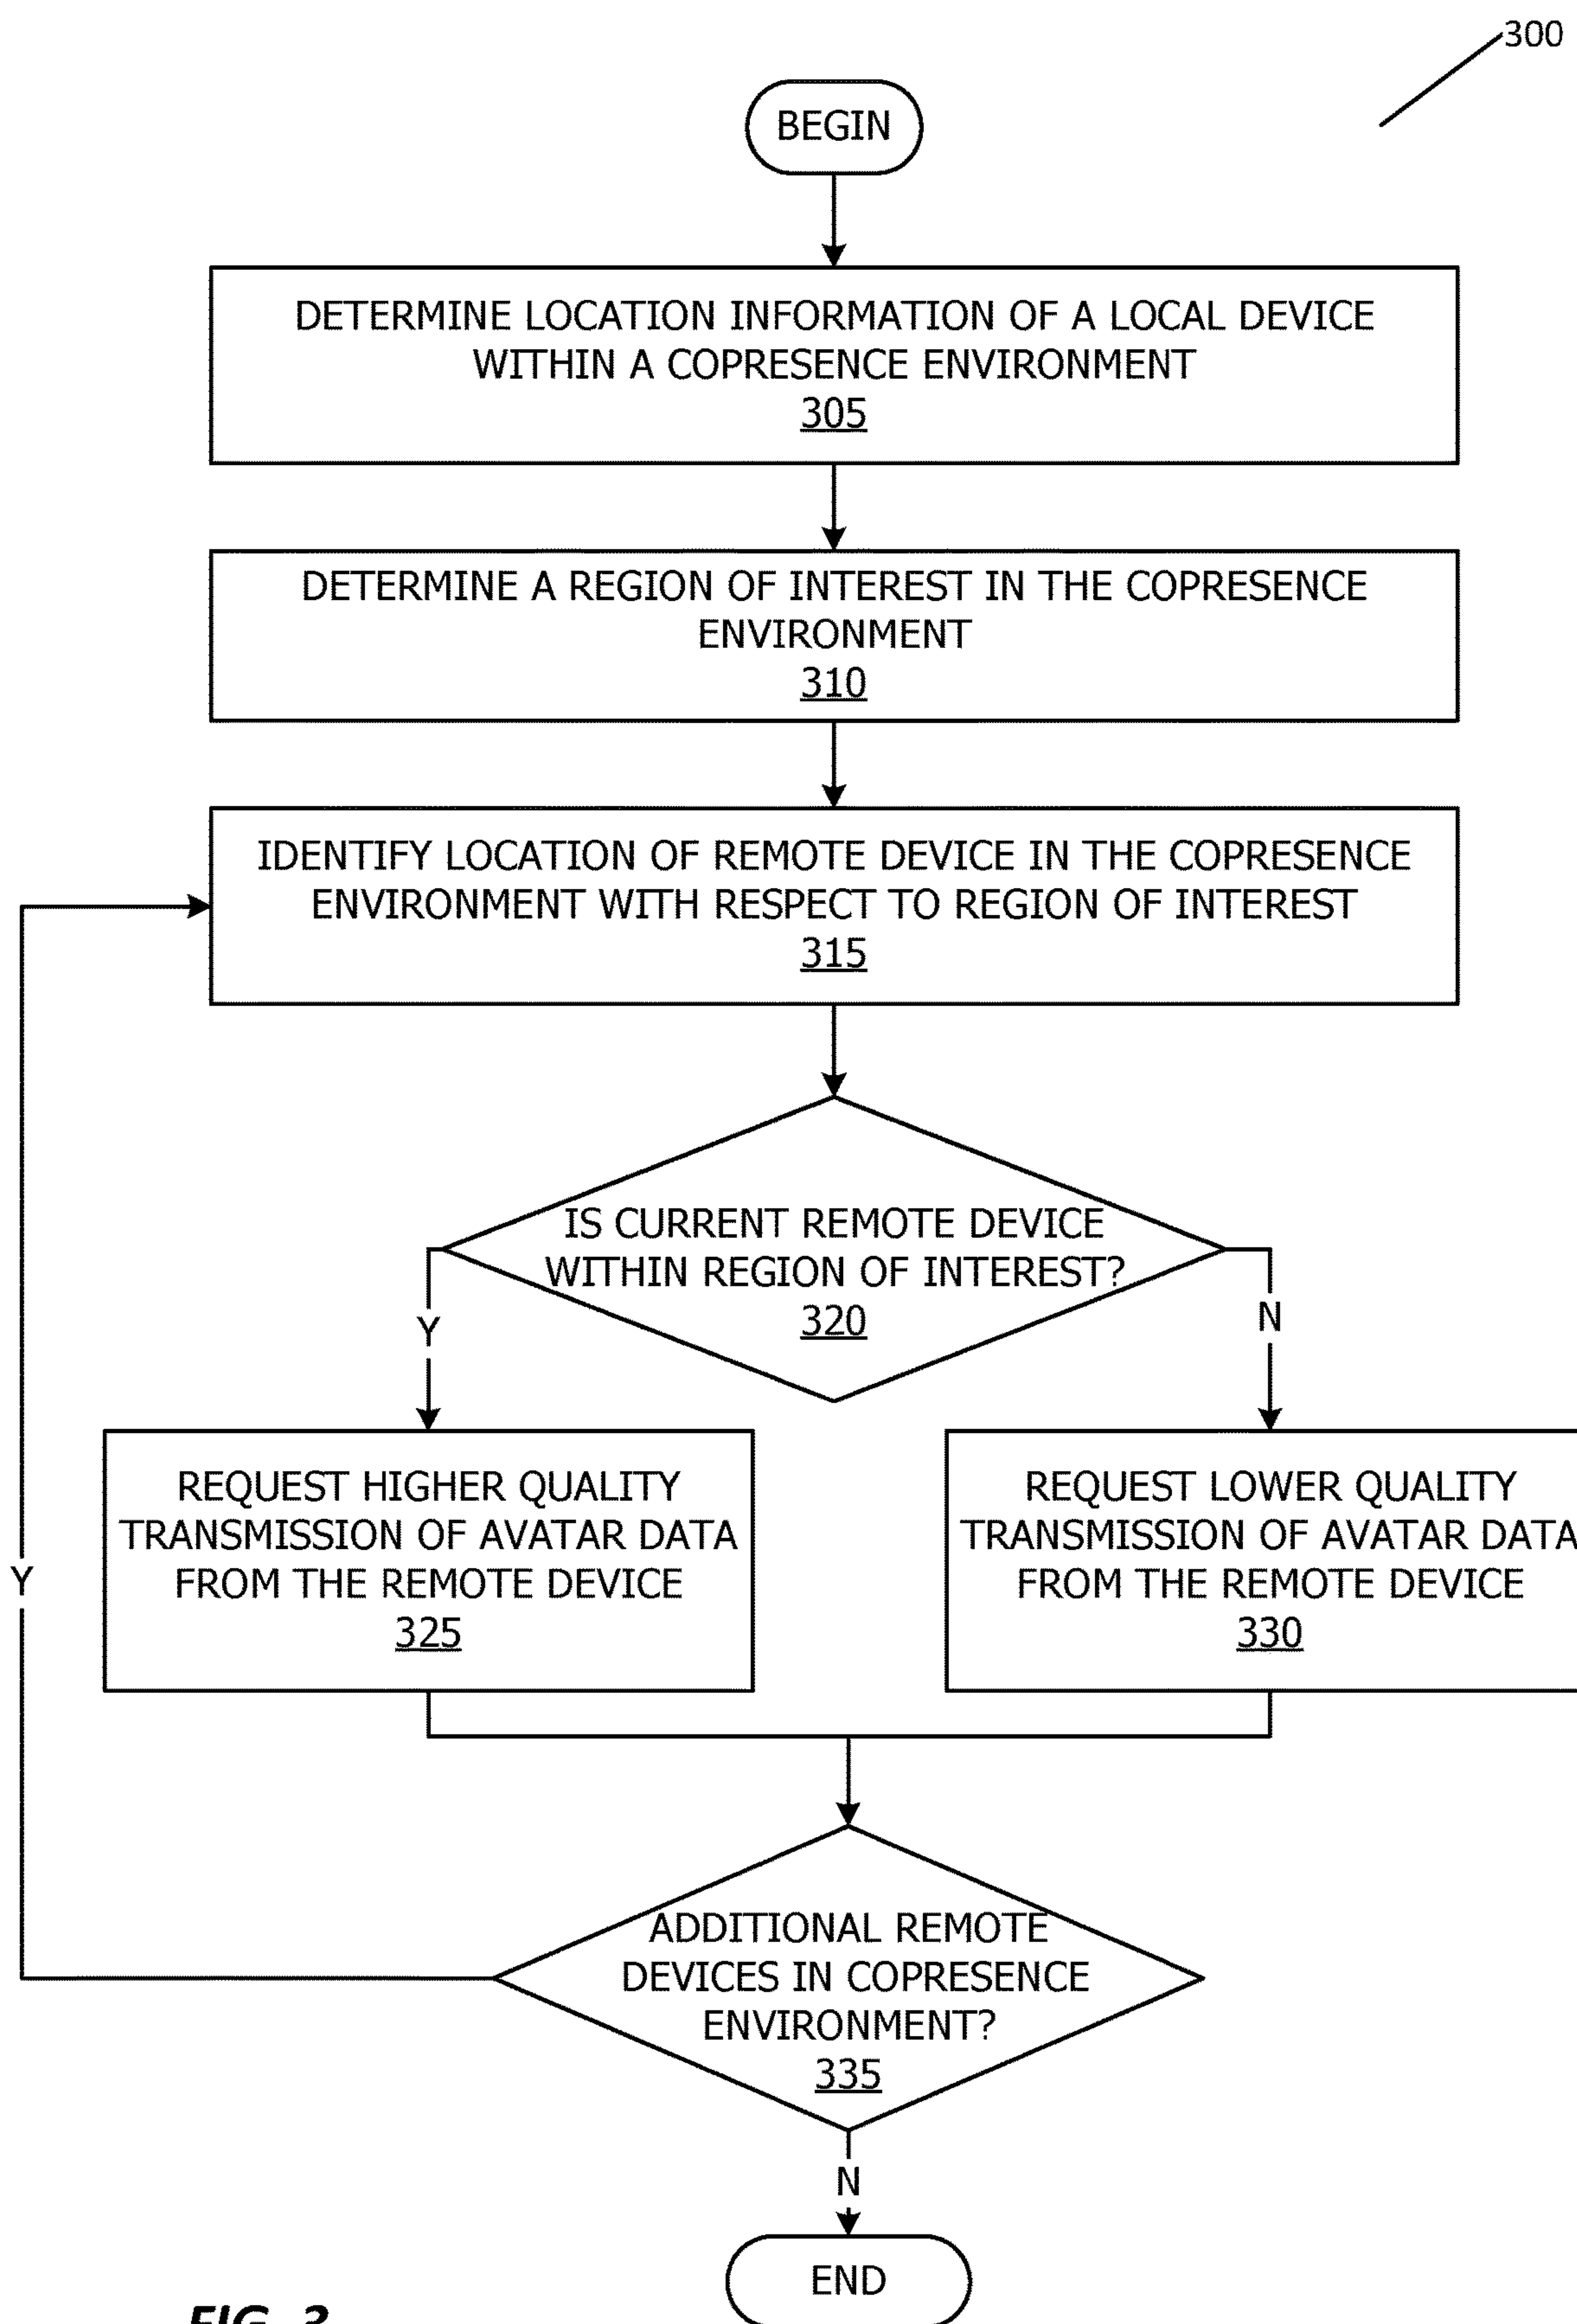 300
BEGIN
DETERMINE LOCATION INFORMATION OF A LOCAL DEVICE
WITHIN A COPRESENCE ENVIRONMENT
305
DETERMINE A REGION OF INTEREST IN THE COPRESENCE
ENVIRONMENT
310
IDENTIFY LOCATION OF REMOTE DEVICE IN THE COPRESENCE
ENVIRONMENT WITH RESPECT TO REGION OF INTEREST
315
IS CURRENT REMOTE DEVICE
WITHIN REGION OF INTEREST?
320
Y
N
REQUEST HIGHER QUALITY
TRANSMISSION OF AVATAR DATA
FROM THE REMOTE DEVICE
325
REQUEST LOWER QUALITY
TRANSMISSION OF AVATAR DATA
FROM THE REMOTE DEVICE
330
Y
ADDITIONAL REMOTE
DEVICES IN COPRESENCE
ENVIRONMENT?
335
N
END
FIG. 3